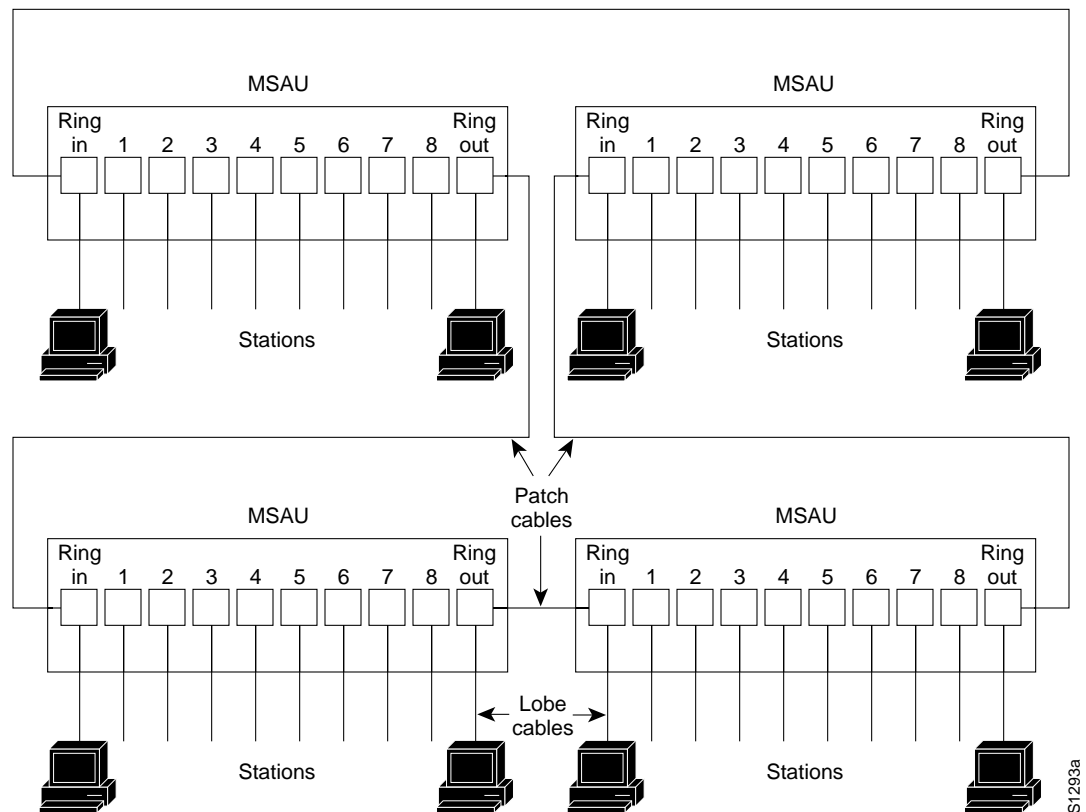 MSAU
MSAU
Ring
in 1 2 3 4 5 6 7 8 Ring
out
Ring
in 1 2 3 4 5 6 7 8 Ring
out
Stations
Stations
Patch
cables
MSAU
MSAU
Ring
in 1 2 3 4 5 6 7 8 Ring
out
Ring
in 1 2 3 4 5 6 7 8 Ring
out
Lobe
cables
Stations
Stations
S1293a